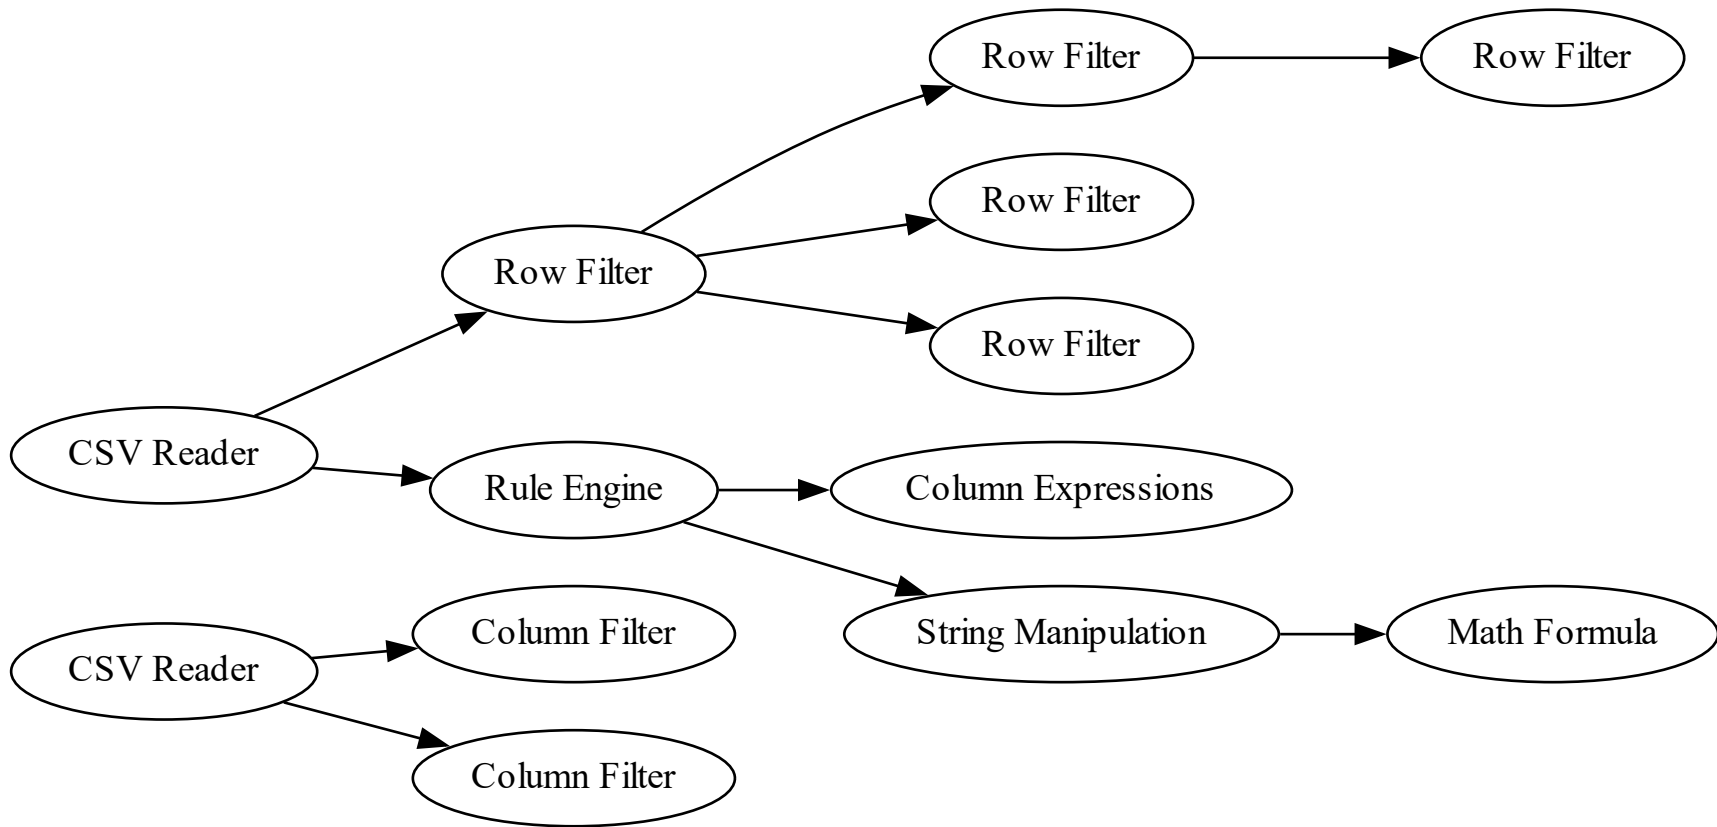 Row Filter
Row Filter
Row Filter
Row Filter
Row Filter
CSV Reader
Rule Engine
Column Expressions
Column Filter
String Manipulation
Math Formula
CSV Reader
Column Filter